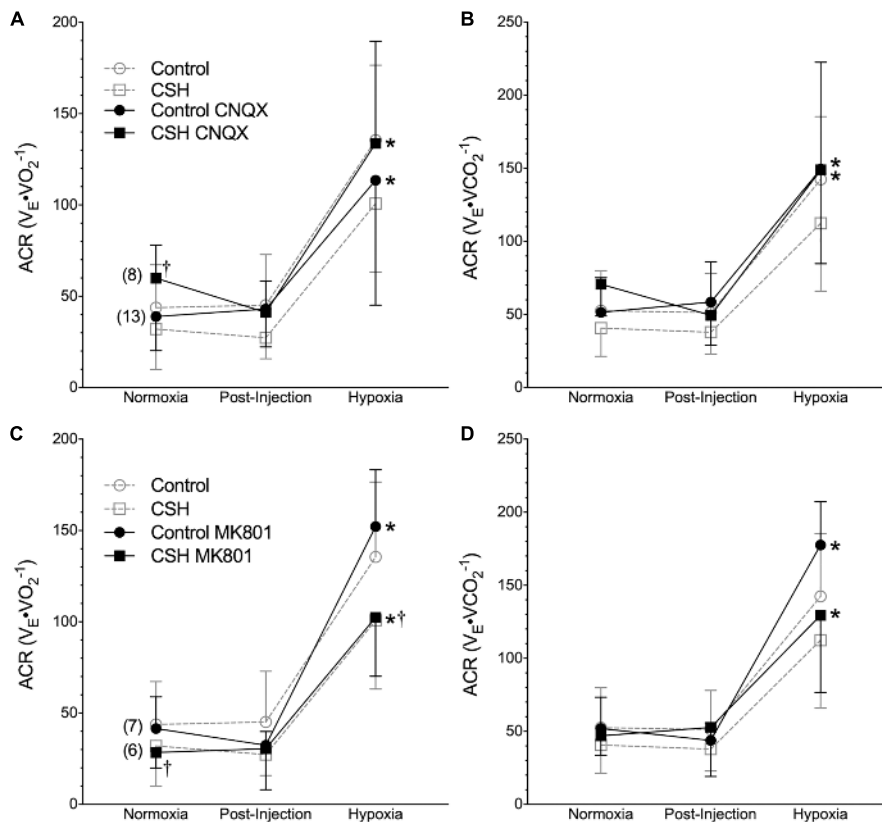 A
ACR (VE•VO2-1)
200
150
100
50
0
Control
CSH
Control CNQX
CSH CNQX
(8)
†
(13)
*
*
Normoxia Post-Injection Hypoxia
B
ACR (VE•VCO2-1)
250
200
150
100
50
0
*
*
Normoxia Post-Injection Hypoxia
C
ACR (VE•VO2-1)
200
150
100
50
0
Control
CSH
Control MK801
CSH MK801
(7)
(6)
†
*
*†
Normoxia Post-Injection Hypoxia
D
ACR (VE•VCO2-1)
250
200
150
100
50
0
*
*
Normoxia Post-Injection Hypoxia